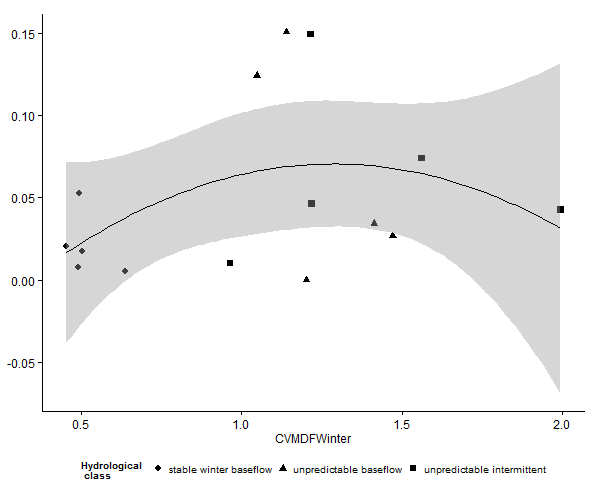 0.15
0.10
0.05
0.00
-0.05
0.5 1.0 1.5 2.0
CVMDFWinter
Hydrological
class
stable winter baseflow unpredictable baseflow unpredictable intermittent